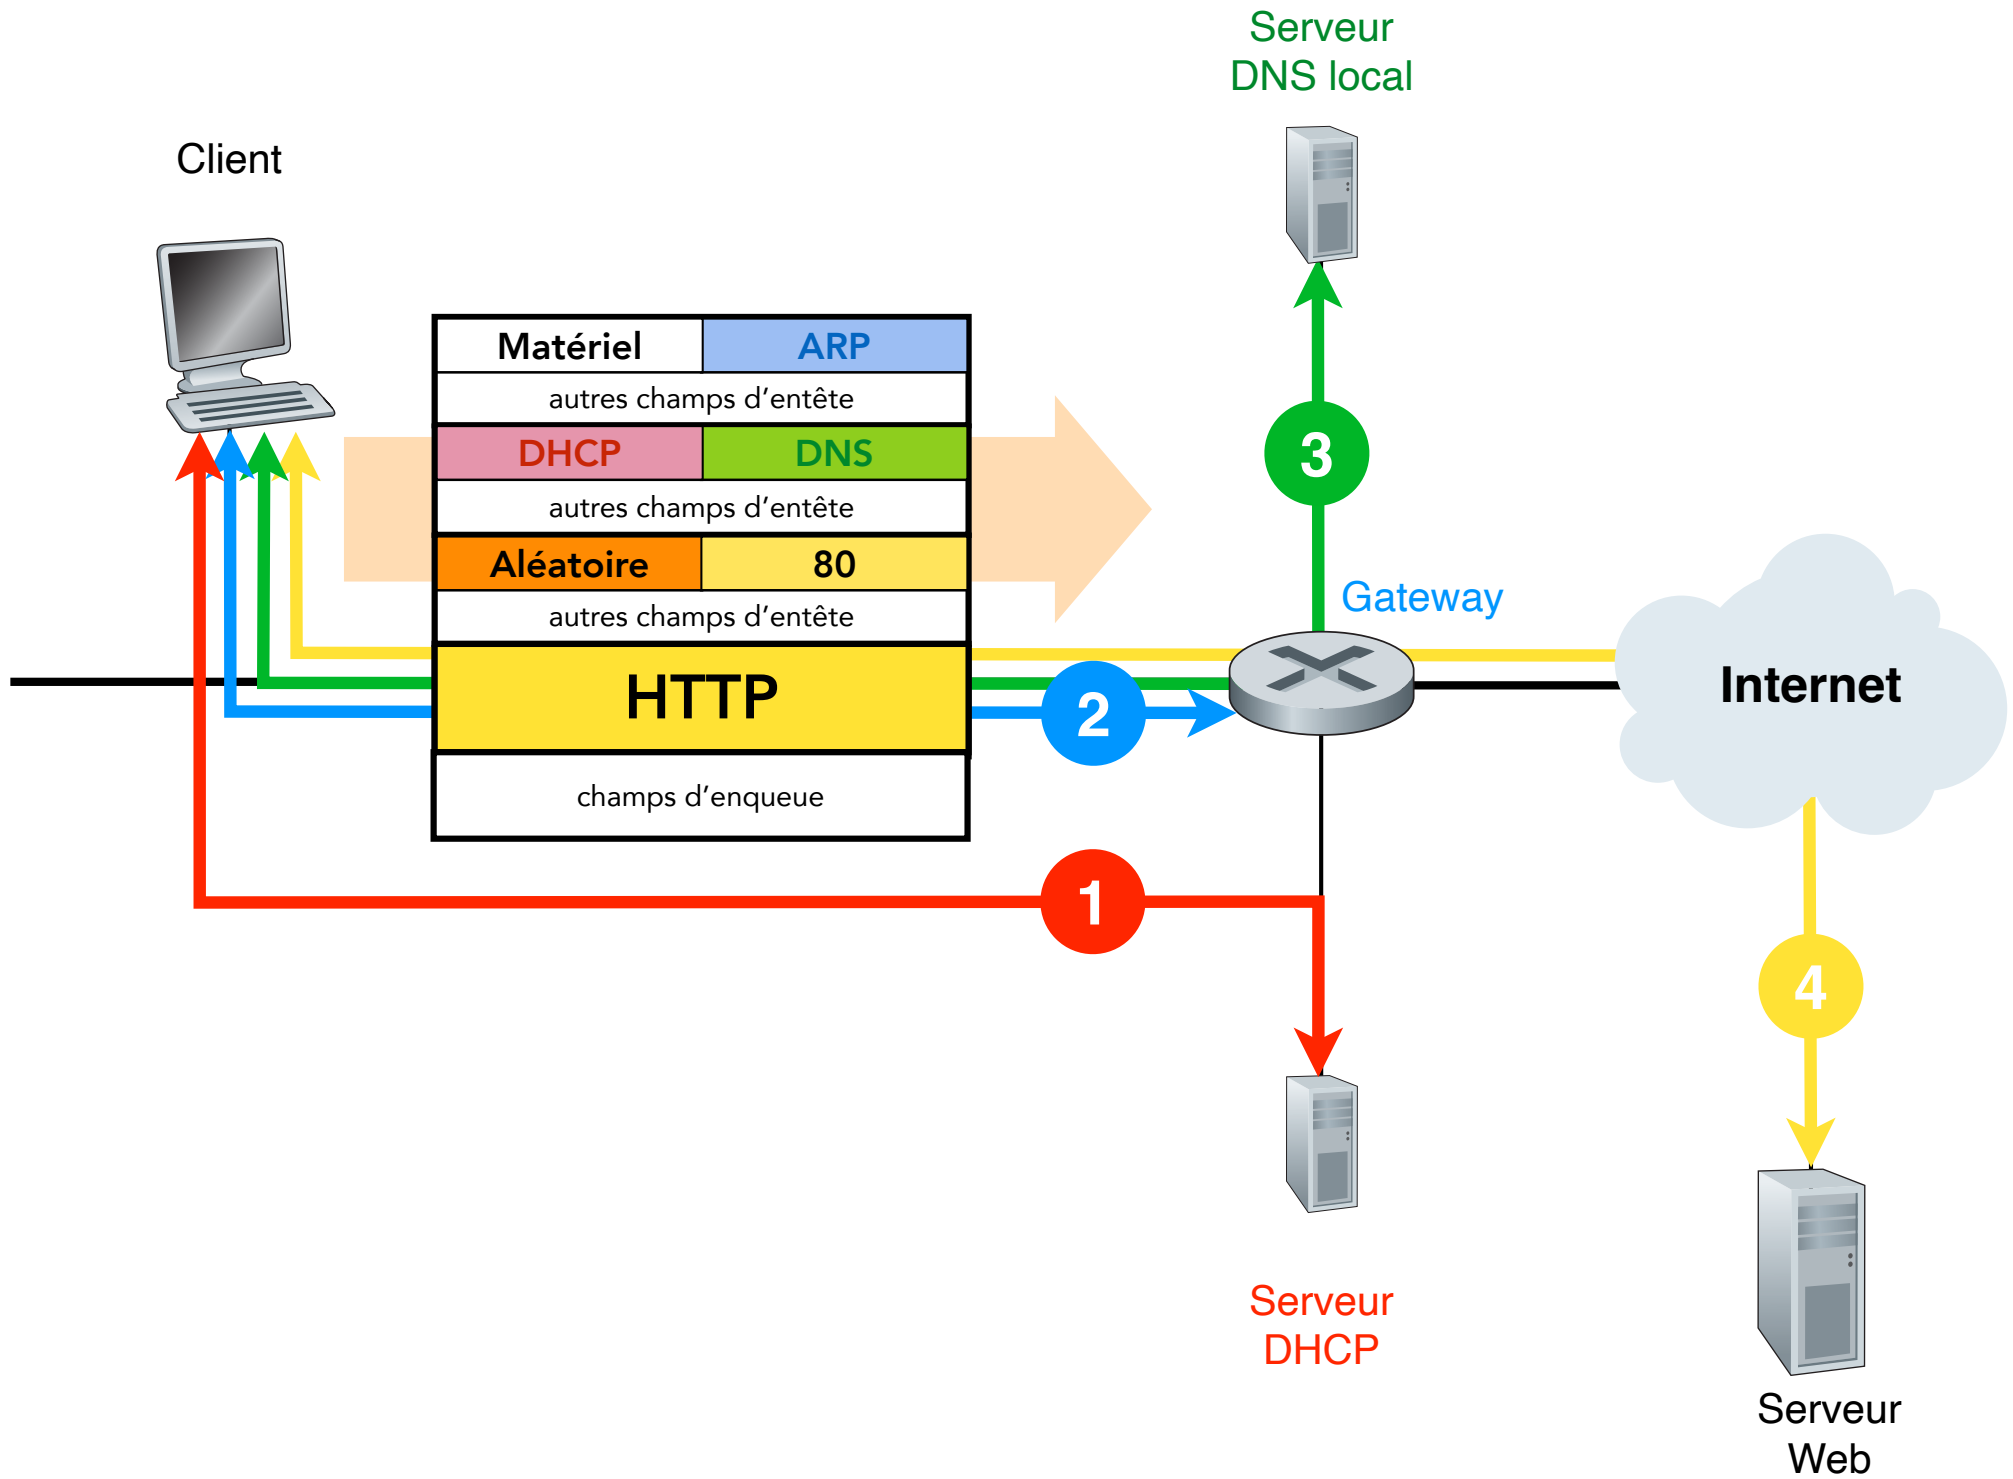 Serveur
DNS local
Client
Matériel ARP
autres champs d'entête
DHCP DNS
autres champs d'entête
Aléatoire 80
autres champs d'entête
HTTP
champs d'enqueue
3
Gateway
Internet
2
1
4
Serveur
DHCP
Serveur
Web